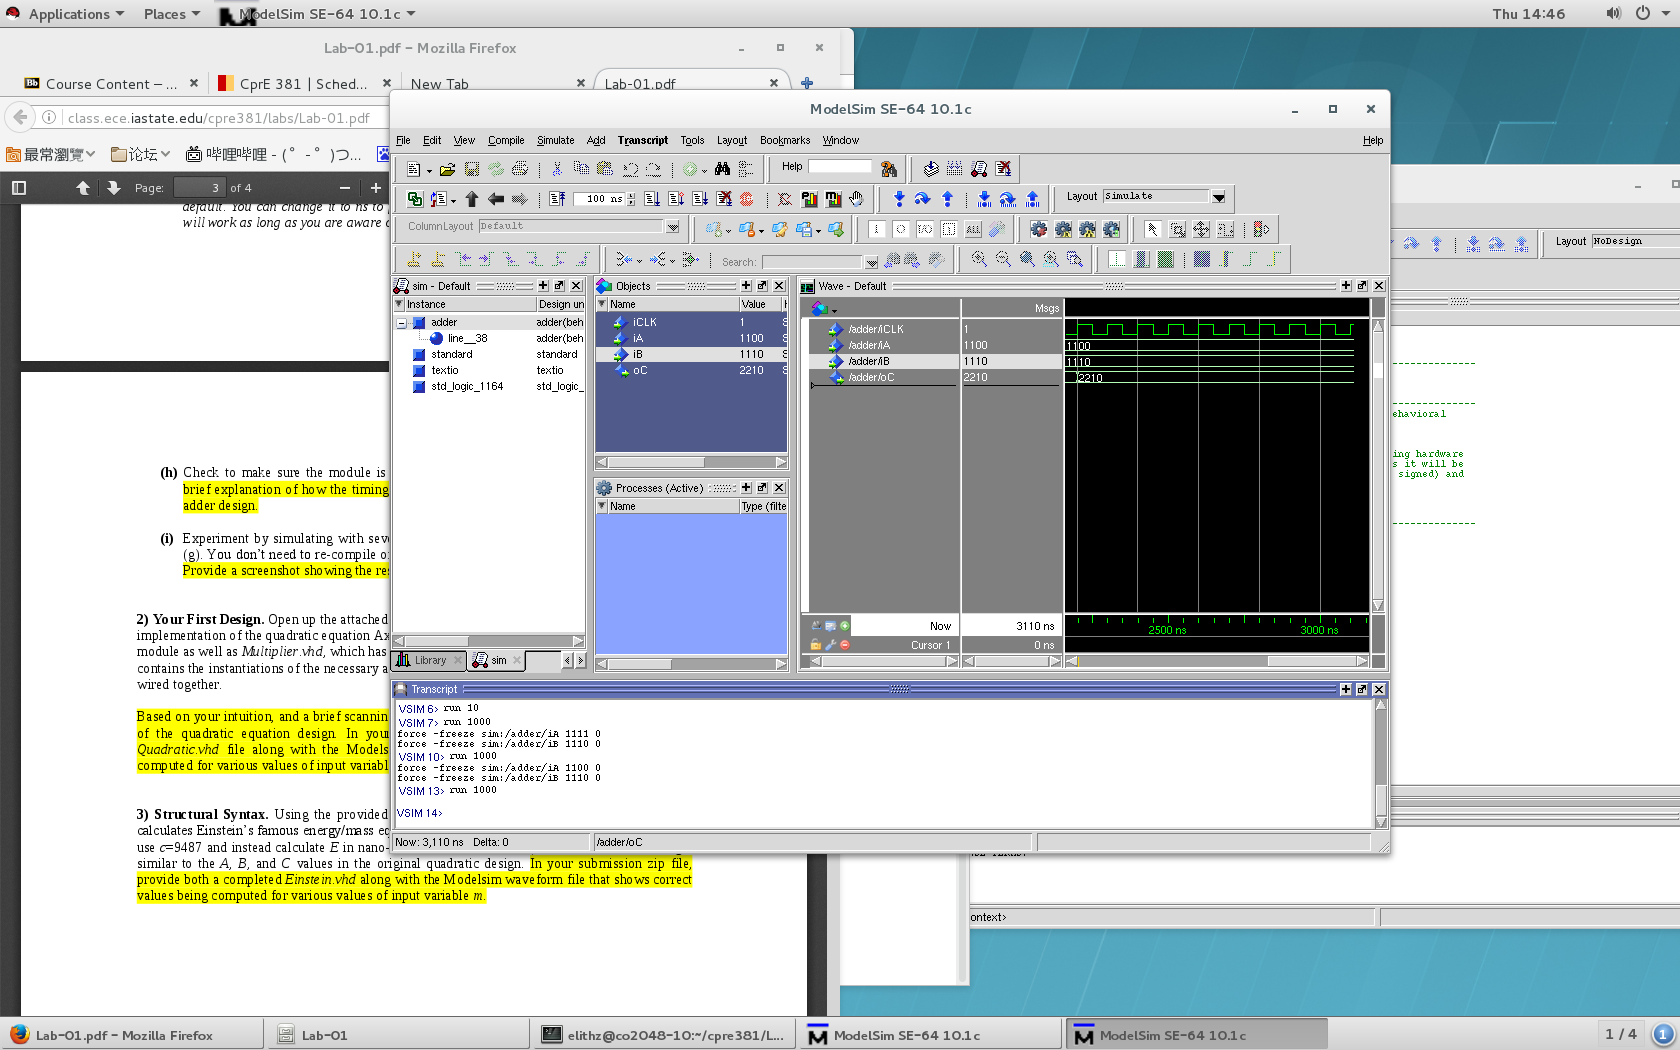 Applications Places ModelSim SE-64 10.1c Thu 14:46
Lab-01.pdf - Mozilla Firefox
Course Content – ... CprE 381 | Sched... New Tab Lab-01.pdf
class.ece.iastate.edu/cpre381/labs/Lab-01.pdf
最常瀏覽 论坛 哔哩哔哩 - ( ゜- ゜)つ...
Page: 3 of 4
default. You can change it to ns to
will work as long as you are aware
(h) Check to make sure the module is
brief explanation of how the timing
adder design.
(i) Experiment by simulating with
(g). You don't need to re-compile
Provide a screenshot showing the
2) Your First Design. Open up the attached
implementation of the quadratic equation
module as well as Multiplier.vhd, which has
contains the instantiations of the necessary
wired together.
Based on your intuition, and a brief
of the quadratic equation design. In your
Quadratic.vhd file along with the
computed for various values of input
3) Structural Syntax. Using the provided
calculates Einstein's famous energy/mass
use c=9487 and instead calculate E in nano-
similar to the A, B, and C values in the original quadratic design. In your submission zip file,
provide both a completed Einstein.vhd along with the Modelsim waveform file that shows correct
values being computed for various values of input variable m.
ModelSim SE-64 10.1c
File Edit View Compile Simulate Add Transcript Tools Layout Bookmarks Window Help
Help
100 ns Layout Simulate
ColumnLayout Default
Search:
sim - Default
Instance Design un
adder adder(beh
line__38 adder(beh
standard standard
textio textio
std_logic_1164 std_logic_
Library sim
Objects
Name Value
iCLK 1
iA 1100
iB 1110
oC 2210
Processes (Active)
Name Type (filte
Wave - Default
Msgs
/adder/iCLK 1
/adder/iA 1100 1100
/adder/iB 1110 1110
/adder/oC 2210 2210
Now 3110 ns 2500 ns 3000 ns
Cursor 1 0 ns
Transcript
VSIM 6> run 10
VSIM 7> run 1000
force -freeze sim:/adder/iA 1111 0
force -freeze sim:/adder/iB 1110 0
VSIM 10> run 1000
force -freeze sim:/adder/iA 1100 0
force -freeze sim:/adder/iB 1110 0
VSIM 13> run 1000
VSIM 14>
Now: 3,110 ns Delta: 0 /adder/oC
Layout NoDesign
ehavioral
ing hardware
s it will be
signed) and
ontext>
Lab-01.pdf - Mozilla Firefox Lab-01 elithz@co2048-10:~/cpre381/L... ModelSim SE-64 10.1c ModelSim SE-64 10.1c 1 / 4 1